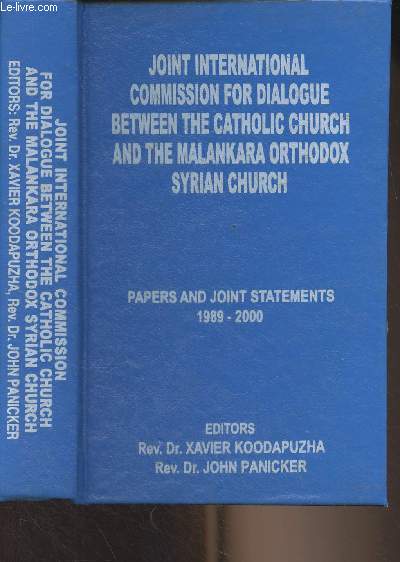 JOINT INTERNATIONAL COMMISSION
FOR DIALOGUE BETWEEN THE CATHOLIC CHURCH
AND THE MALANKARA ORTHODOX SYRIAN CHURCH
EDITORS: Rev. Dr. XAVIER KOODAPUZHA, Rev. Dr. JOHN PANICKER
JOINT INTERNATIONAL
COMMISSION FOR DIALOGUE
BETWEEN THE CATHOLIC CHURCH
AND THE MALANKARA ORTHODOX
SYRIAN CHURCH
PAPERS AND JOINT STATEMENTS
1989 - 2000
EDITORS
Rev. Dr. XAVIER KOODAPUZHA
Rev. Dr. JOHN PANICKER
© Le-livre.com